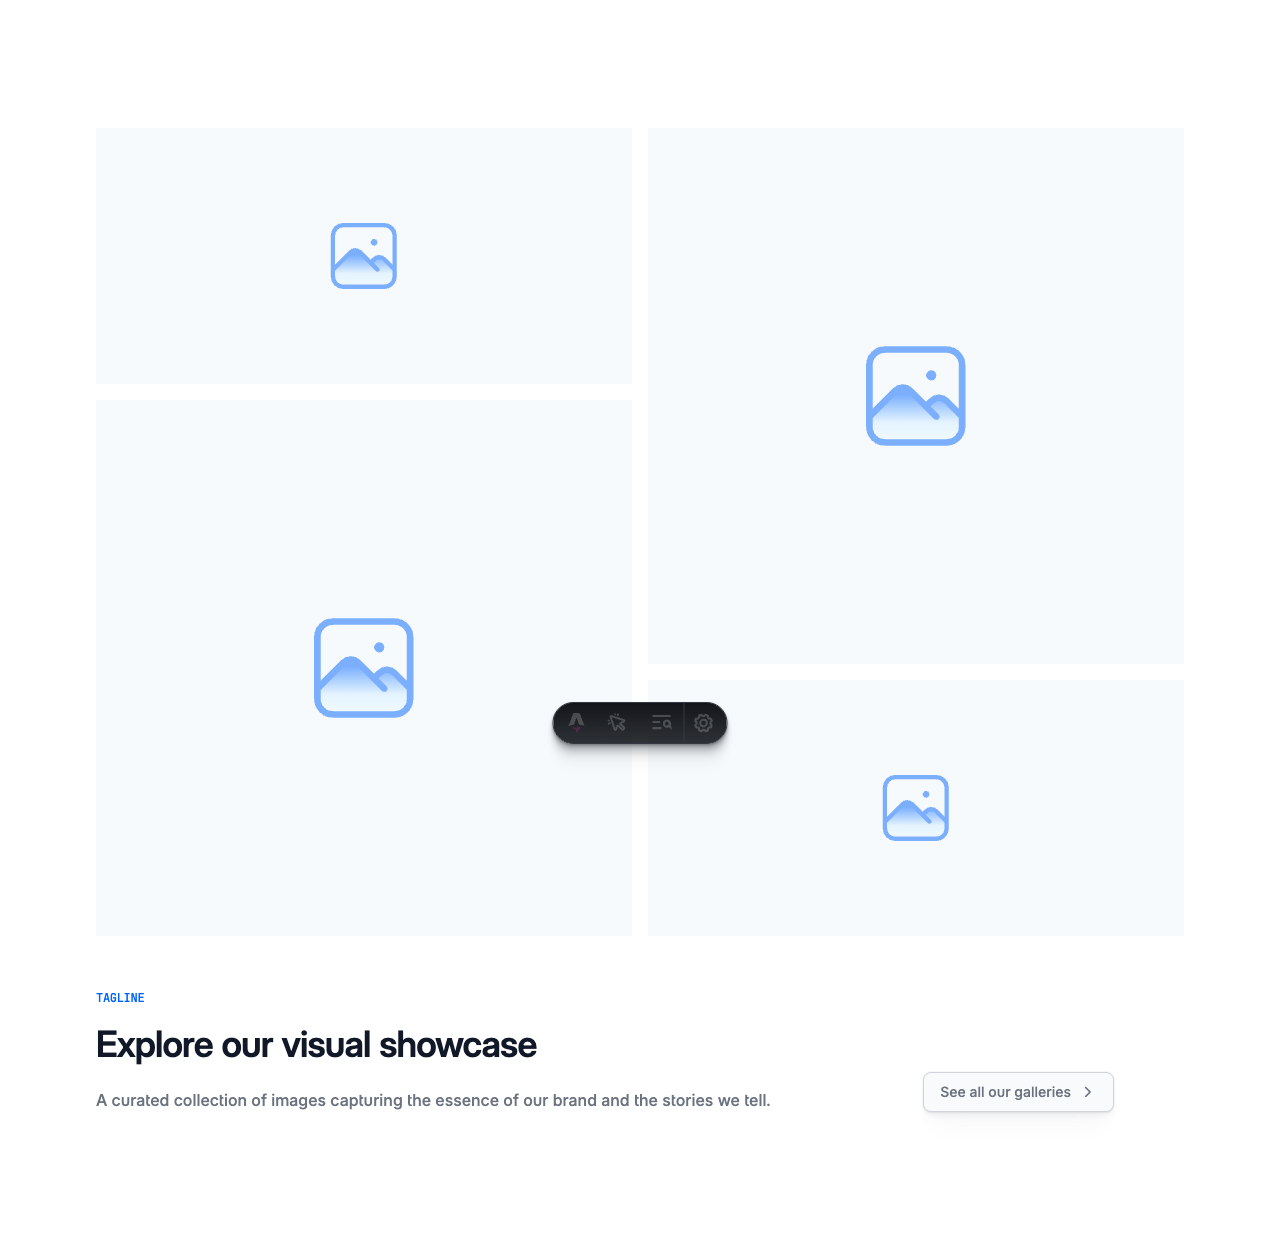 TAGLINE
Explore our visual showcase
A curated collection of images capturing the essence of our brand and the stories we tell.
See all our galleries